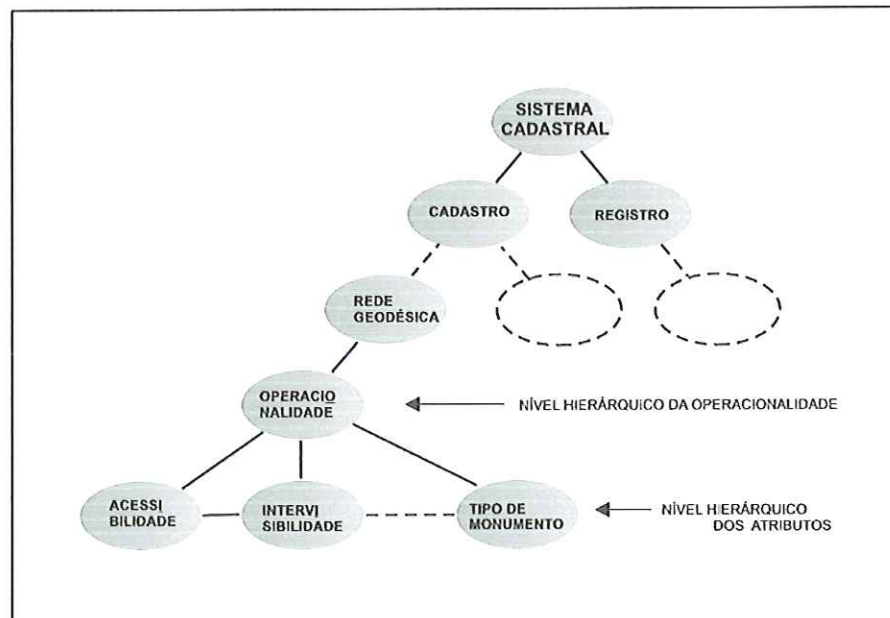 SISTEMA
CADASTRAL
CADASTRO
REGISTRO
REDE
GEODÉSICA
OPERACIO
NALIDADE
NÍVEL HIERÁRQUICO DA OPERACIONALIDADE
ACESSI
BILIDADE
INTERVI
SIBILIDADE
TIPO DE
MONUMENTO
NÍVEL HIERÁRQUICO
DOS ATRIBUTOS